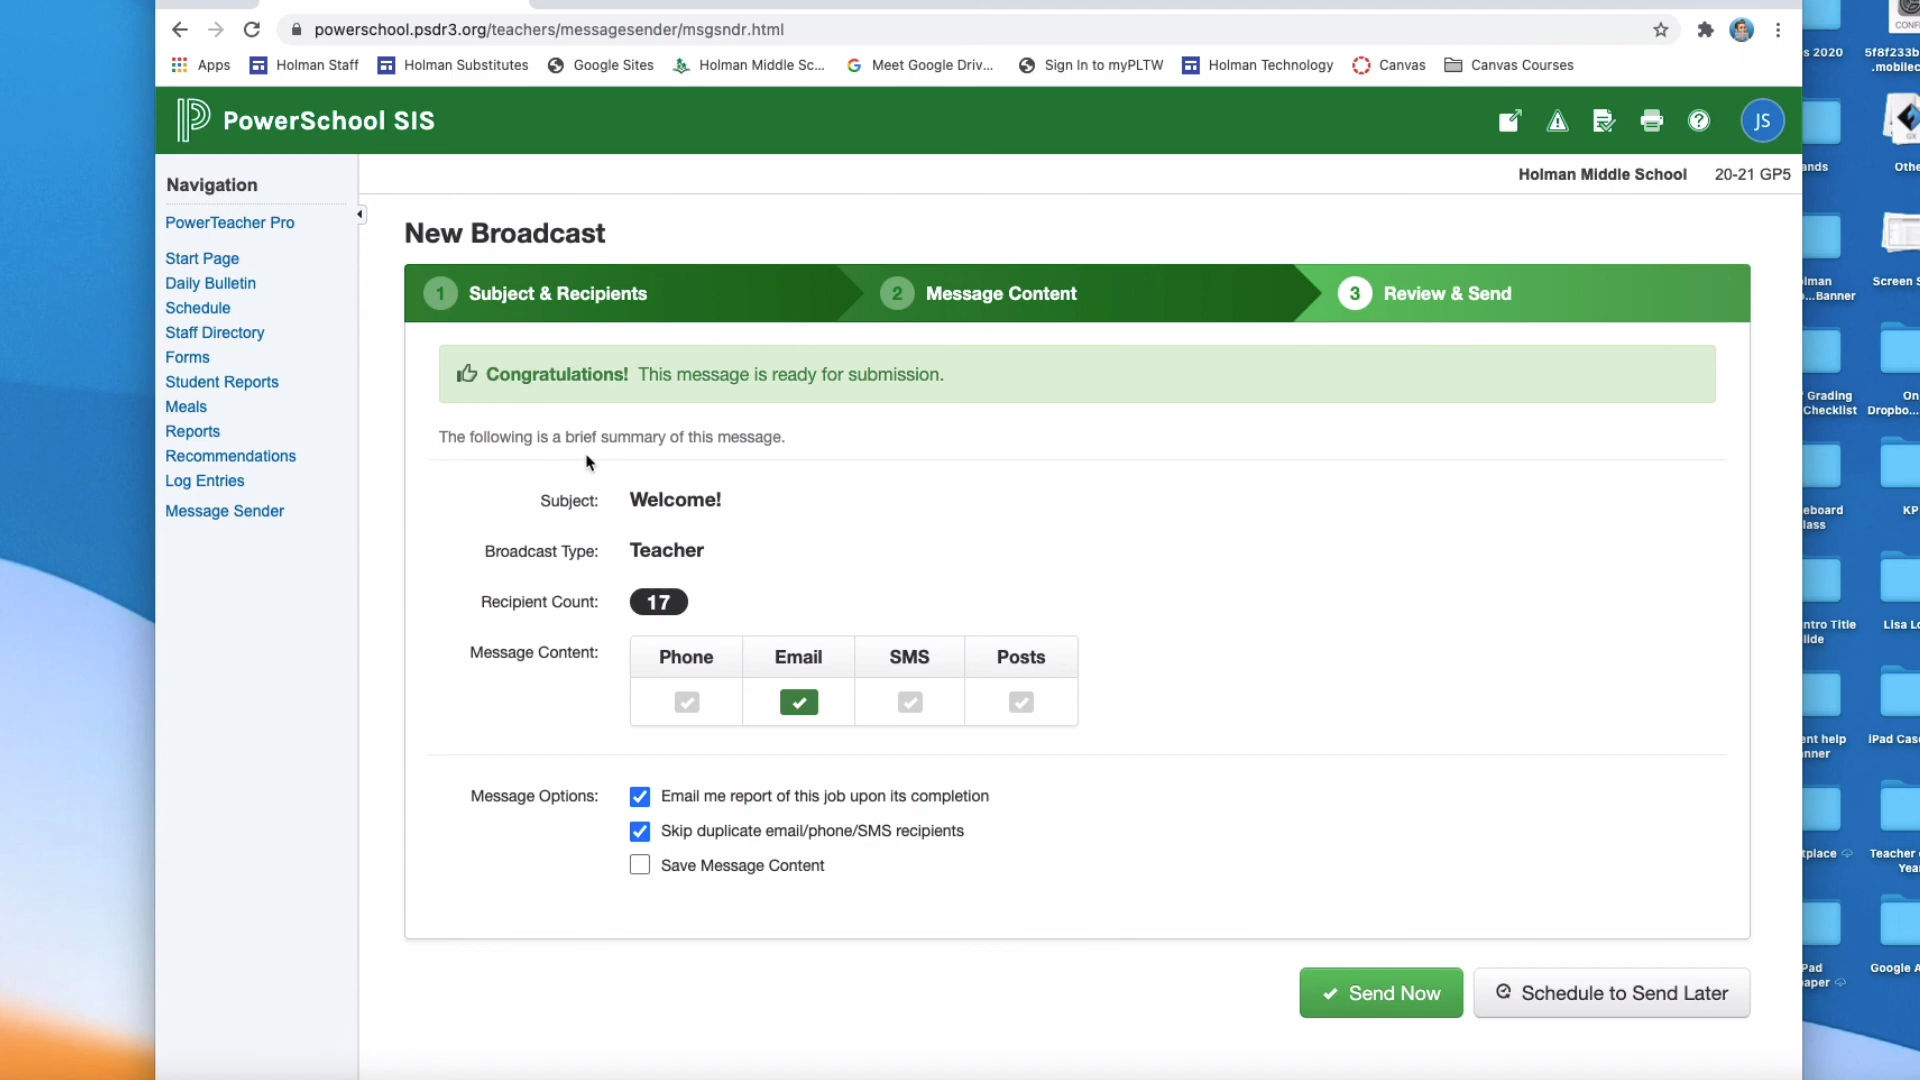 powerschool.psdr3.org/teachers/messagesender/msgsndr.html
Apps Holman Staff Holman Substitutes Google Sites Holman Middle Sc... Meet Google Driv... Sign In to myPLTW Holman Technology Canvas Canvas Courses
PowerSchool SIS
JS
Holman Middle School 20-21 GP5
Navigation
PowerTeacher Pro
Start Page
Daily Bulletin
Schedule
Staff Directory
Forms
Student Reports
Meals
Reports
Recommendations
Log Entries
Message Sender
New Broadcast
1 Subject & Recipients
2 Message Content
3 Review & Send
Congratulations! This message is ready for submission.
The following is a brief summary of this message.
Subject: Welcome!
Broadcast Type: Teacher
Recipient Count: 17
Message Content: Phone Email SMS Posts
Message Options: Email me report of this job upon its completion
Skip duplicate email/phone/SMS recipients
Save Message Content
Send Now
Schedule to Send Later
s 2020
5f8f233b
.mobilec
Othe
...Banner
Screen S
Grading
Checklist
On
Dropbo...
KP
ntro Title
lide
Lisa Lo
ent help
nner
iPad Cas
tplace
Teacher
Yea
Pad
aper
Google A